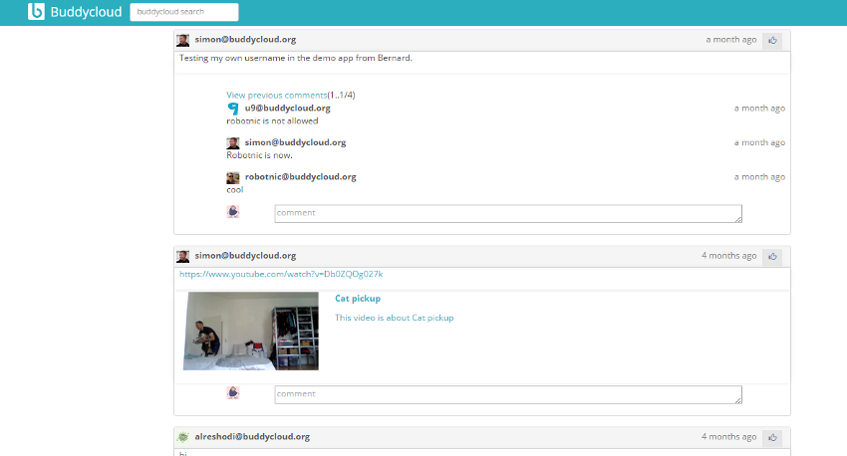 Buddycloud buddycloud search
simon@buddycloud.org a month ago
Testing my own username in the demo app from Bernard.
View previous comments(1..1/4)
u9@buddycloud.org a month ago
robotnic is not allowed
simon@buddycloud.org a month ago
Robotnic is now.
robotnic@buddycloud.org a month ago
cool
comment
simon@buddycloud.org 4 months ago
https://www.youtube.com/watch?v=Db0ZQOg027k
Cat pickup
This video is about Cat pickup
comment
alreshodi@buddycloud.org 4 months ago
hi